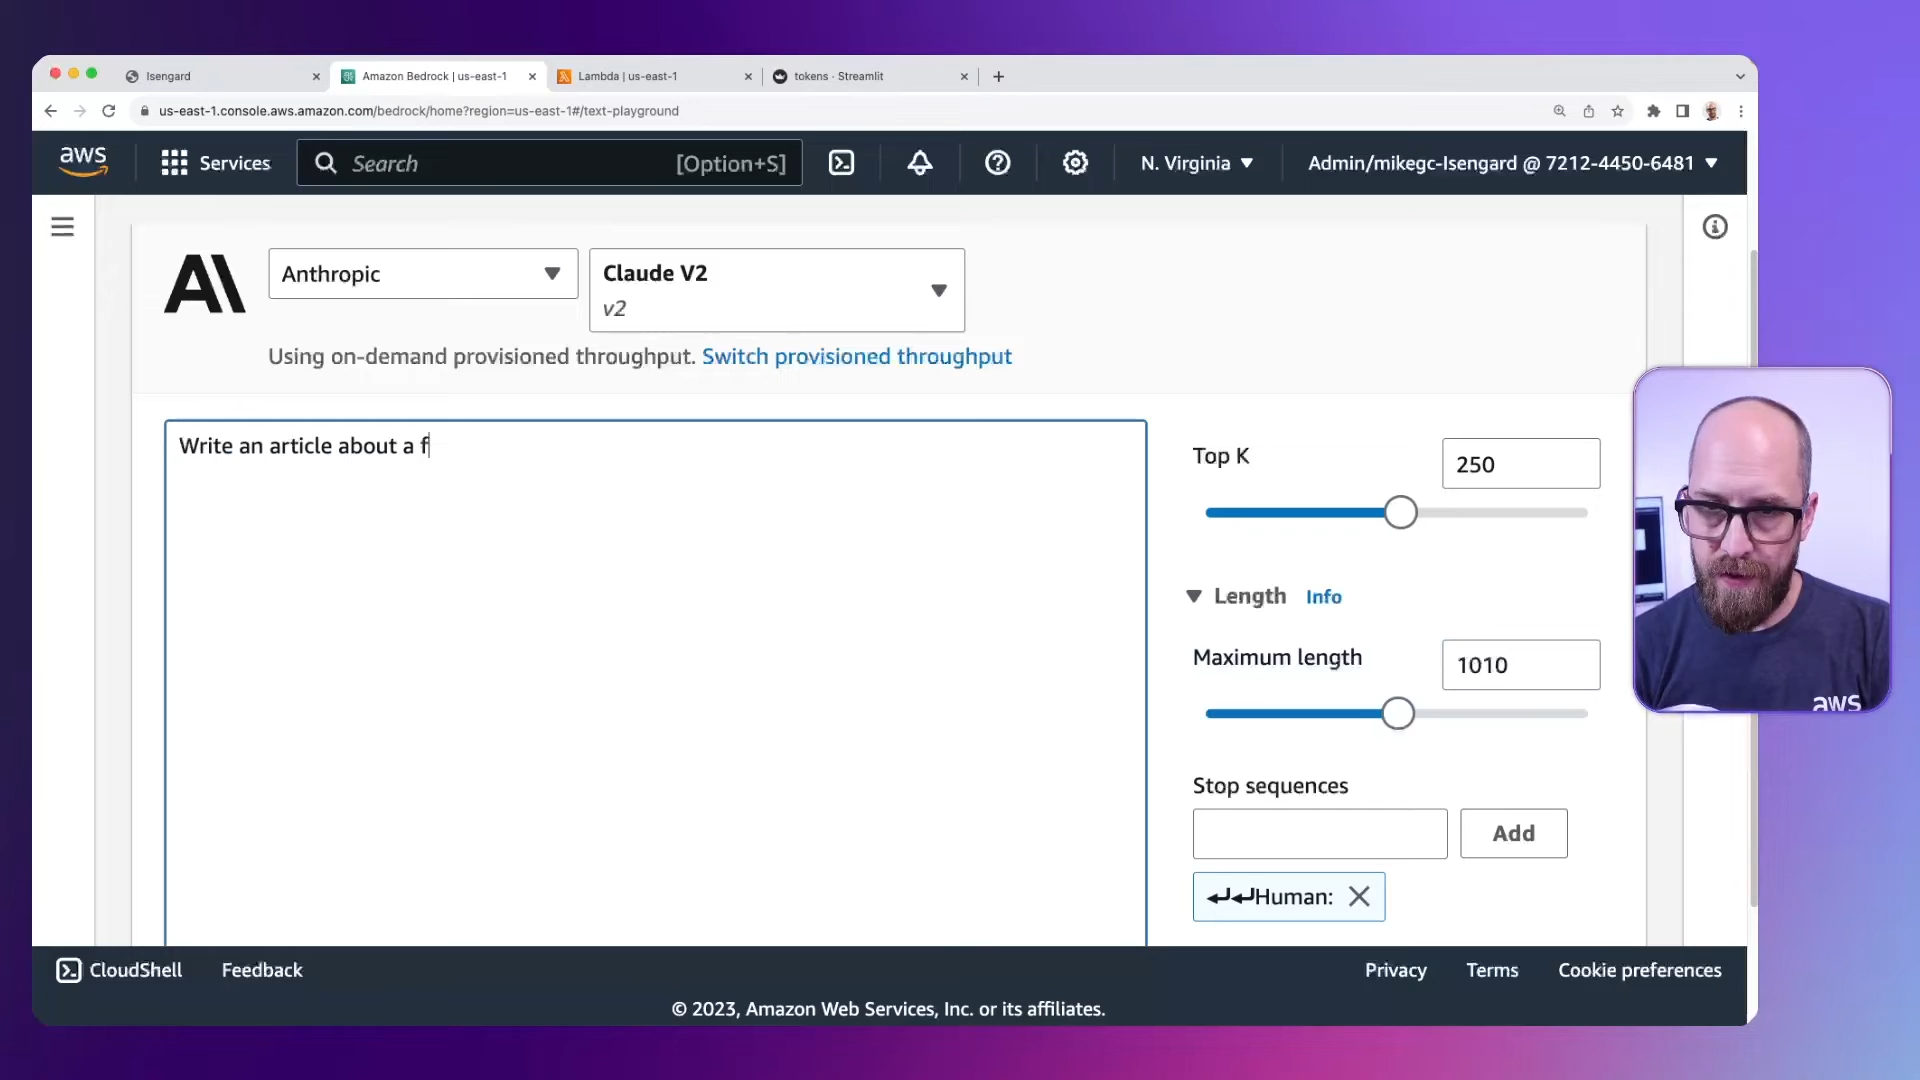 Isengard
Amazon Bedrock | us-east-1
Lambda | us-east-1
tokens · Streamlit
us-east-1.console.aws.amazon.com/bedrock/home?region=us-east-1#/text-playground
aws
Services
Search
[Option+S]
N. Virginia
Admin/mikegc-Isengard @ 7212-4450-6481
AI
Anthropic
Claude V2
v2
Using on-demand provisioned throughput. Switch provisioned throughput
Write an article about a f
Top K
250
Length Info
Maximum length
1010
Stop sequences
Add
Human:
aws
CloudShell
Feedback
Privacy
Terms
Cookie preferences
© 2023, Amazon Web Services, Inc. or its affiliates.